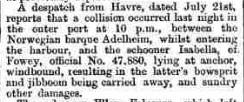 A despatch from Havre, dated July 21st,
reports that a collision occurred last night in
the outer port at 10 p.m., between the
Norwegian barque Adelheim, whilst entering
the harbour, and the schooner Isabella, of
Fowey, official No. 47,880, lying at anchor,
windbound, resulting in the latter's bowsprit
and jibboom being carried away, and sundry
other damages.